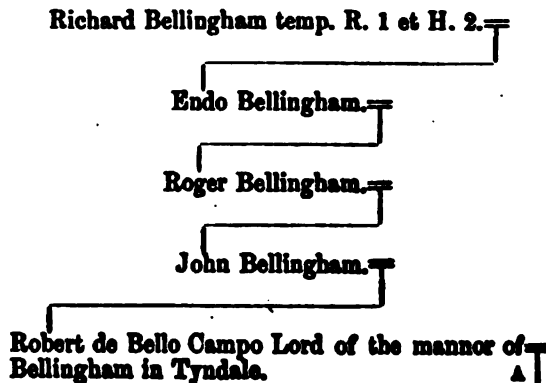 Richard Bellingham temp. R. 1 et H. 2.
Endo Bellingham.
Roger Bellingham.
John Bellingham.
Robert de Bello Campo Lord of the mannor of
Bellingham in Tyndale. A